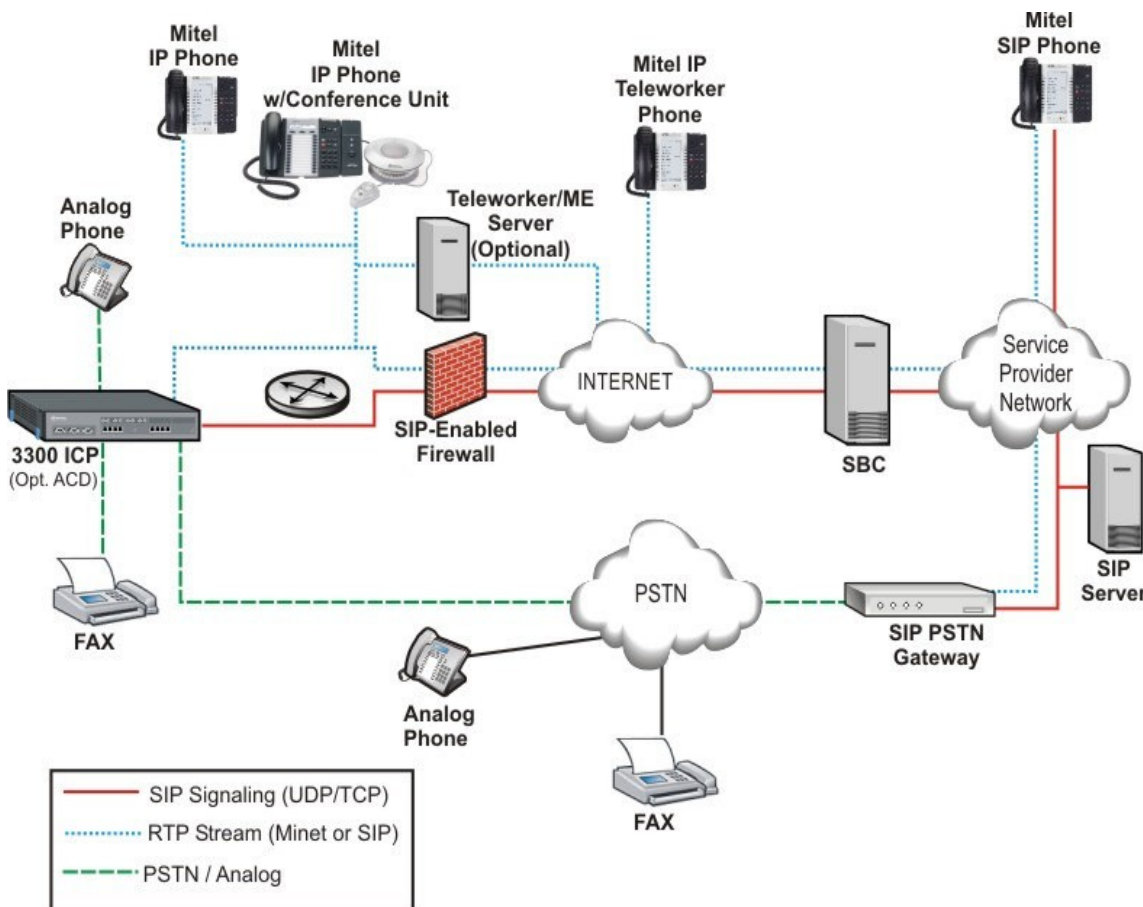 Mitel
IP Phone
Mitel
IP Phone
w/Conference Unit
Mitel IP
Teleworker
Phone
Mitel
SIP Phone
Analog
Phone
Teleworker/ME
Server
(Optional)
INTERNET
Service
Provider
Network
SIP-Enabled
Firewall
SBC
3300 ICP
(Opt. ACD)
SIP
Server
PSTN
FAX
SIP PSTN
Gateway
Analog
Phone
FAX
SIP Signaling (UDP/TCP)
RTP Stream (Minet or SIP)
PSTN / Analog